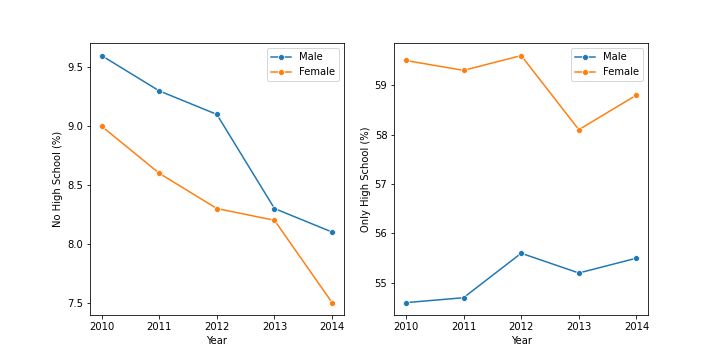 No High School (%)
9.5
9.0
8.5
8.0
7.5
2010 2011 2012 2013 2014
Year
Male
Female
Only High School (%)
59
58
57
56
55
2010 2011 2012 2013 2014
Year
Male
Female